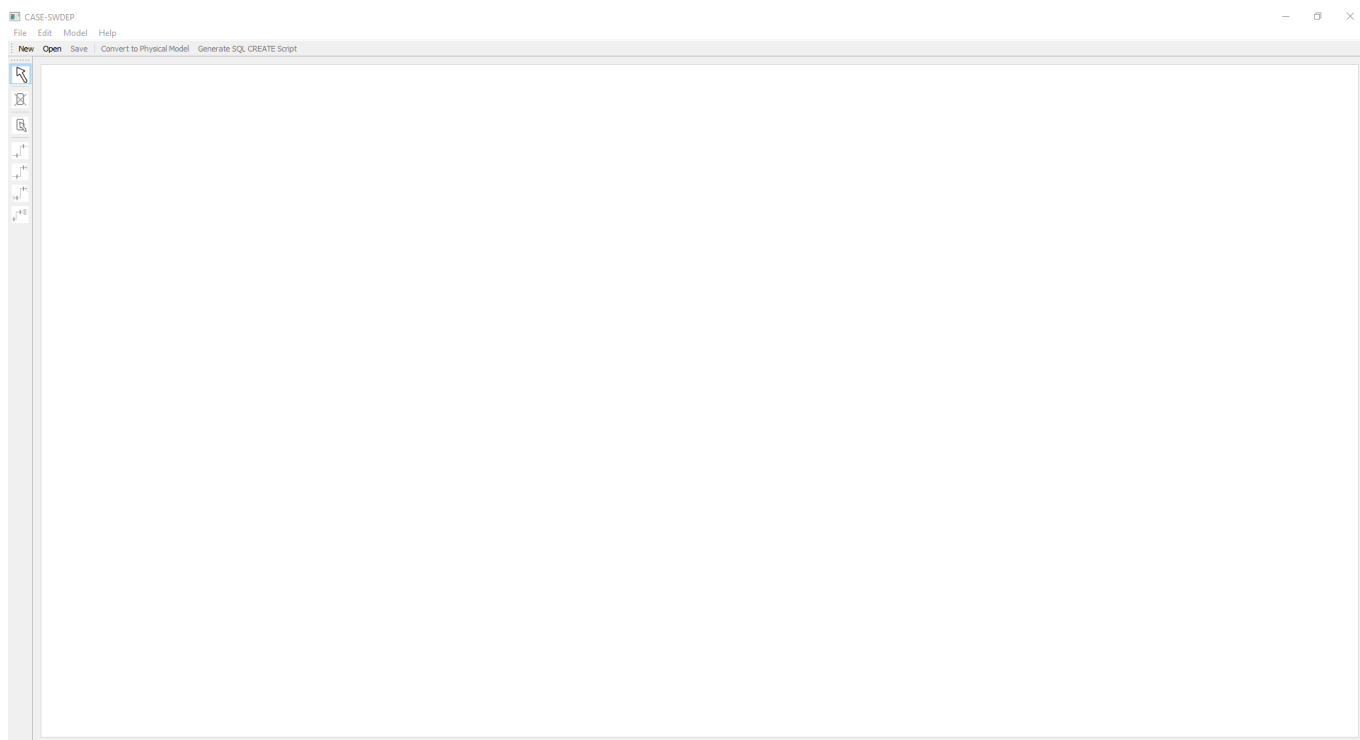 CASE-SWDEP
File Edit Model Help
New Open Save Convert to Physical Model Generate SQL CREATE Script